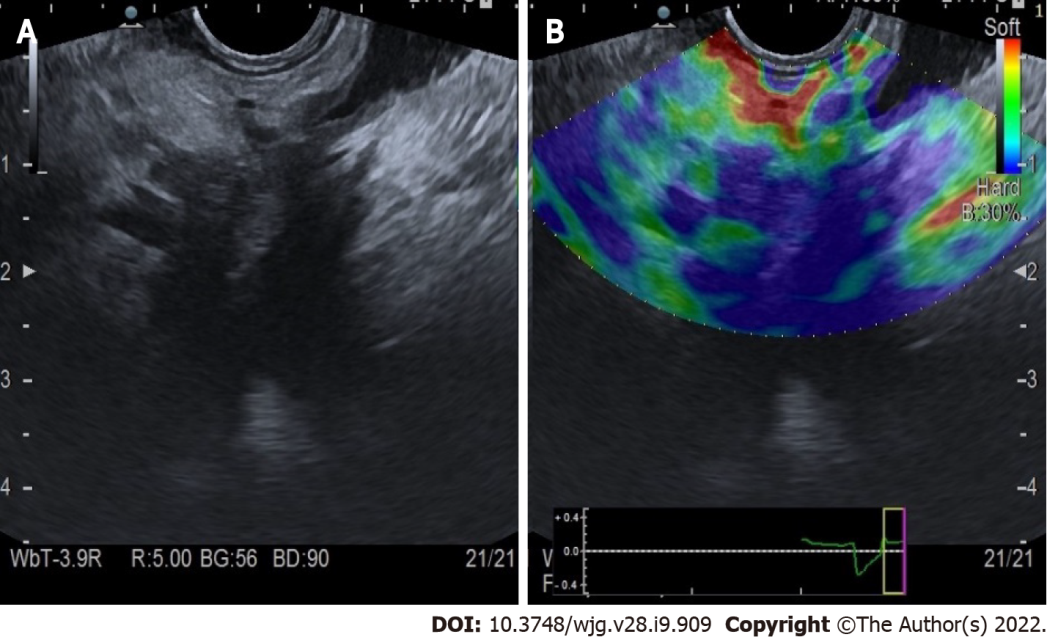 A
1
2
3
4
WbT-3.9R R:5.00 BG:56 BD:90 21/21
B
1
Soft
1
Hard
B:30%
2
3
4
+0.4
0.0
-0.4
21/21
DOI: 10.3748/wjg.v28.i9.909 Copyright ©The Author(s) 2022.